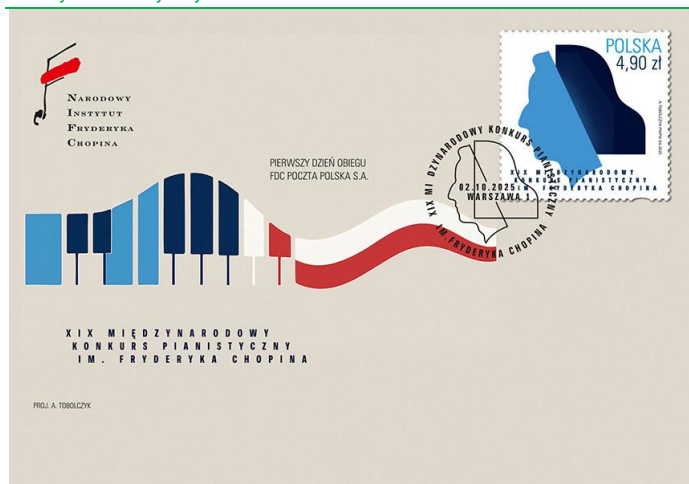 NARODOWY
INSTYTUT
FRYDERYKA
CHOPINA
PIERWSZY DZIEŃ OBIEGU
FDC POCZTA POLSKA S.A.
POLSKA
4,90 zł
XIX MIĘDZYNARODOWY
KONKURS PIANISTYCZNY
IM. FRYDERYKA CHOPINA
XIX MI DZYNARODOWY KONKURS PIANISTYCZNY
02.10.2025
WARSZAWA 1
IM. FRYDERYKA CHOPINA
XIX MIĘDZYNARODOWY
KONKURS PIANISTYCZNY
IM. FRYDERYKA CHOPINA
PROJ. A. TOBOLCZYK